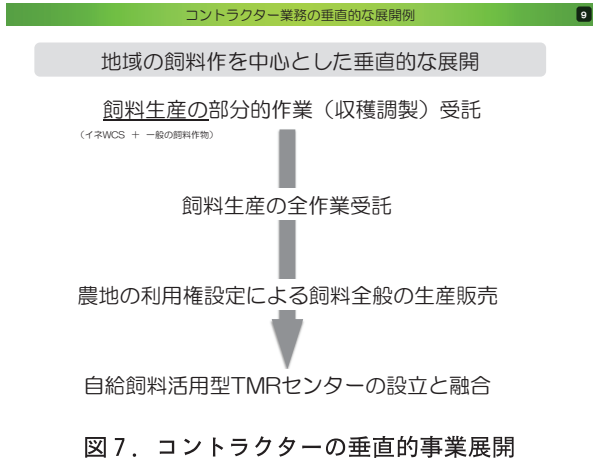 コントラクター業務の垂直的な展開例
9
地域の飼料作を中心とした垂直的な展開
飼料生産の部分的作業（収穫調製）受託
（イネWCS ＋ 一般の飼料作物）
飼料生産の全作業受託
農地の利用権設定による飼料全般の生産販売
自給飼料活用型TMRセンターの設立と融合
図７．コントラクターの垂直的事業展開